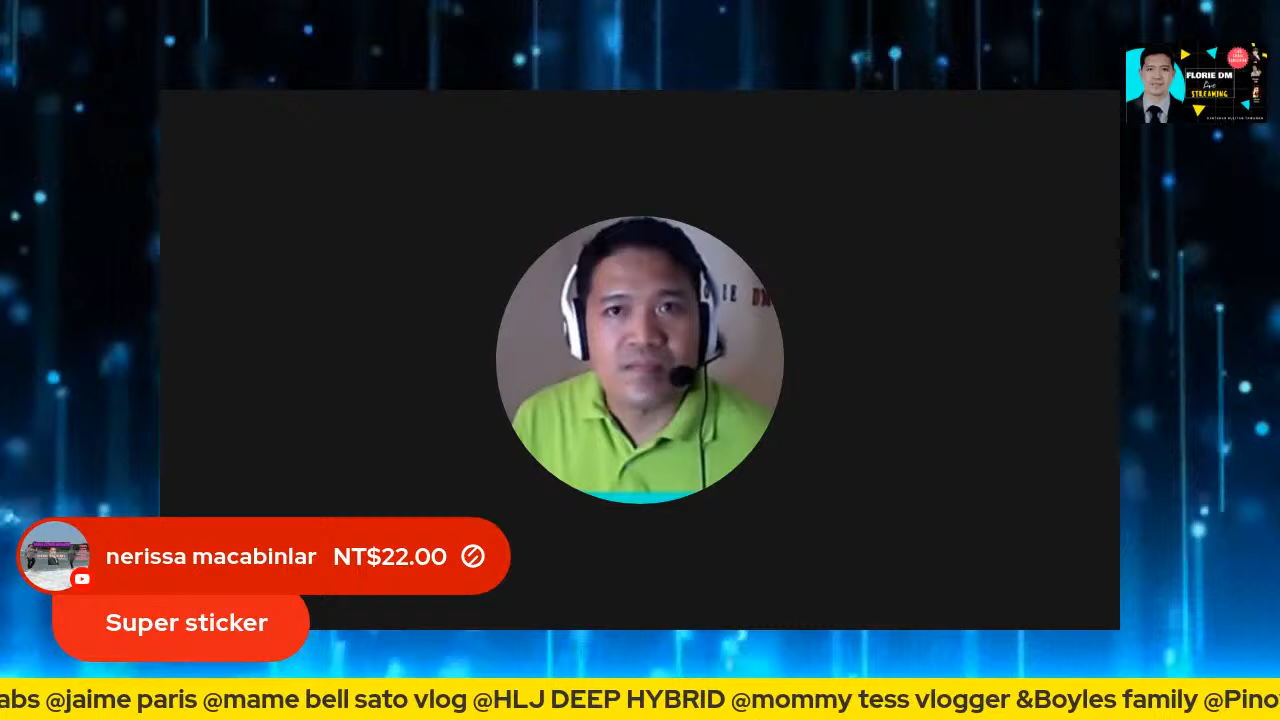 FLORIE DM
Live
STREAMING
nerissa macabinlar NT$22.00
Super sticker
abs @jaime paris @mame bell sato vlog @HLJ DEEP HYBRID @mommy tess vlogger &Boyles family @Pino